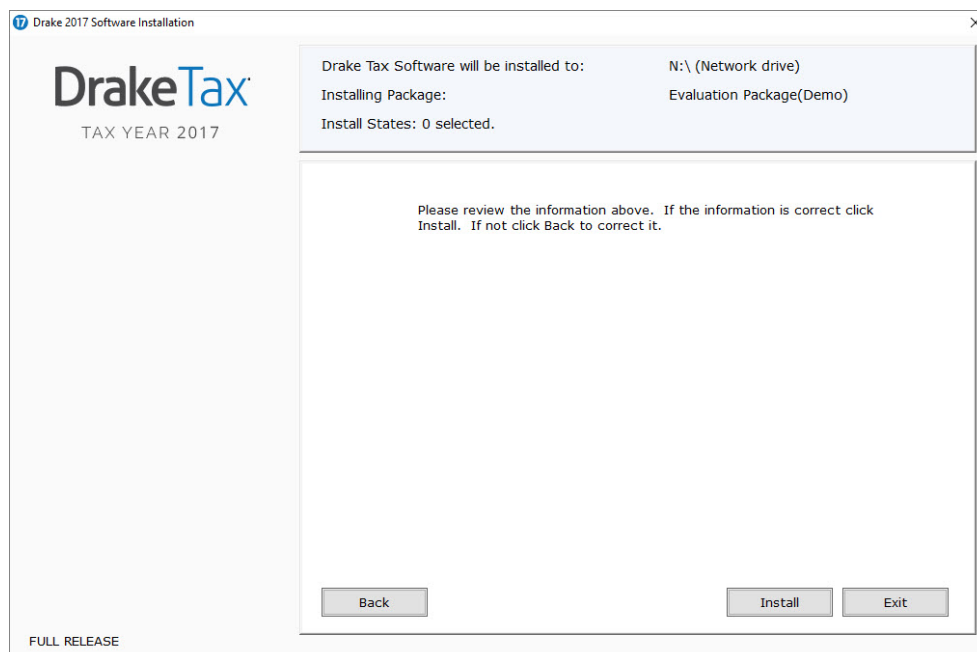 17 Drake 2017 Software Installation
DrakeTax
TAX YEAR 2017
Drake Tax Software will be installed to: N:\ (Network drive)
Installing Package: Evaluation Package(Demo)
Install States: 0 selected.
Please review the information above.  If the information is correct click
Install.  If not click Back to correct it.
Back Install Exit
FULL RELEASE